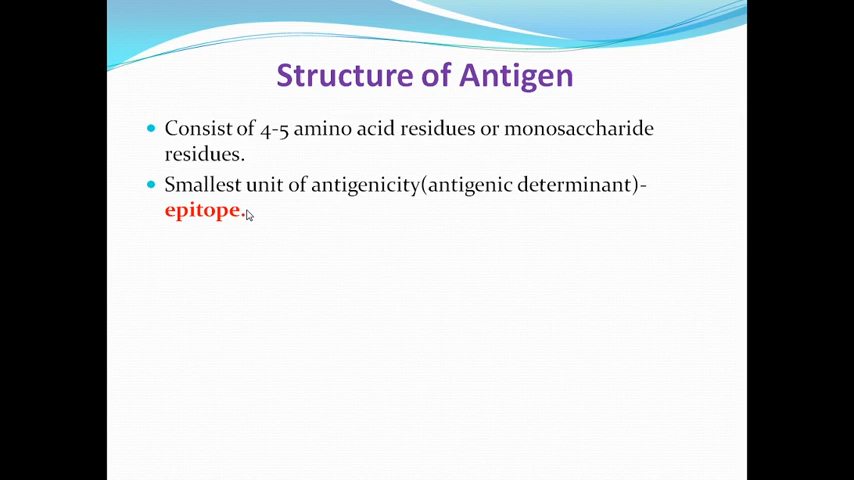 Structure of Antigen
Consist of 4-5 amino acid residues or monosaccharide
residues.
Smallest unit of antigenicity(antigenic determinant)-
epitope.